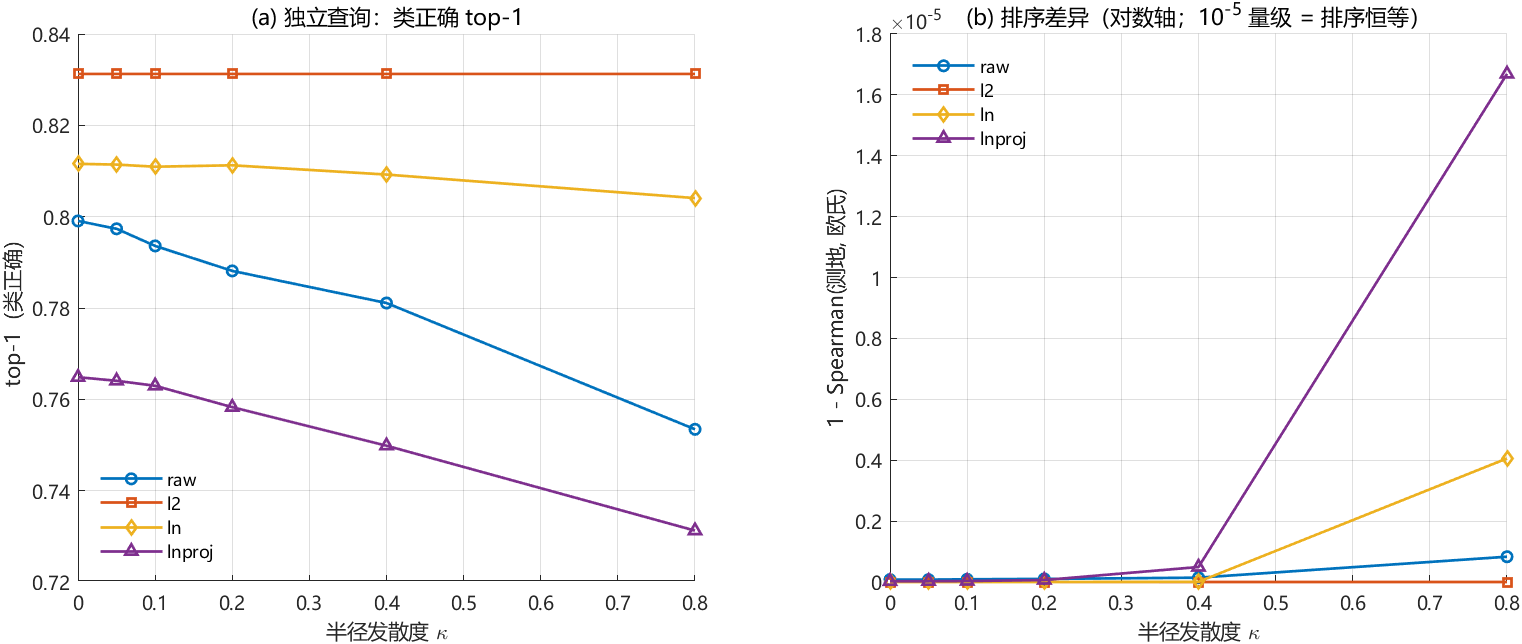 (a) 独立查询：类正确 top-1
0.84
0.82
0.8
0.78
0.76
0.74
0.72
top-1（类正确）
raw
l2
ln
lnproj
0 0.1 0.2 0.3 0.4 0.5 0.6 0.7 0.8
半径发散度 κ
×10⁻⁵
(b) 排序差异（对数轴；10⁻⁵ 量级 = 排序恒等）
1.8
1.6
1.4
1.2
1
0.8
0.6
0.4
0.2
0
1 - Spearman(测地, 欧氏)
raw
l2
ln
lnproj
0 0.1 0.2 0.3 0.4 0.5 0.6 0.7 0.8
半径发散度 κ